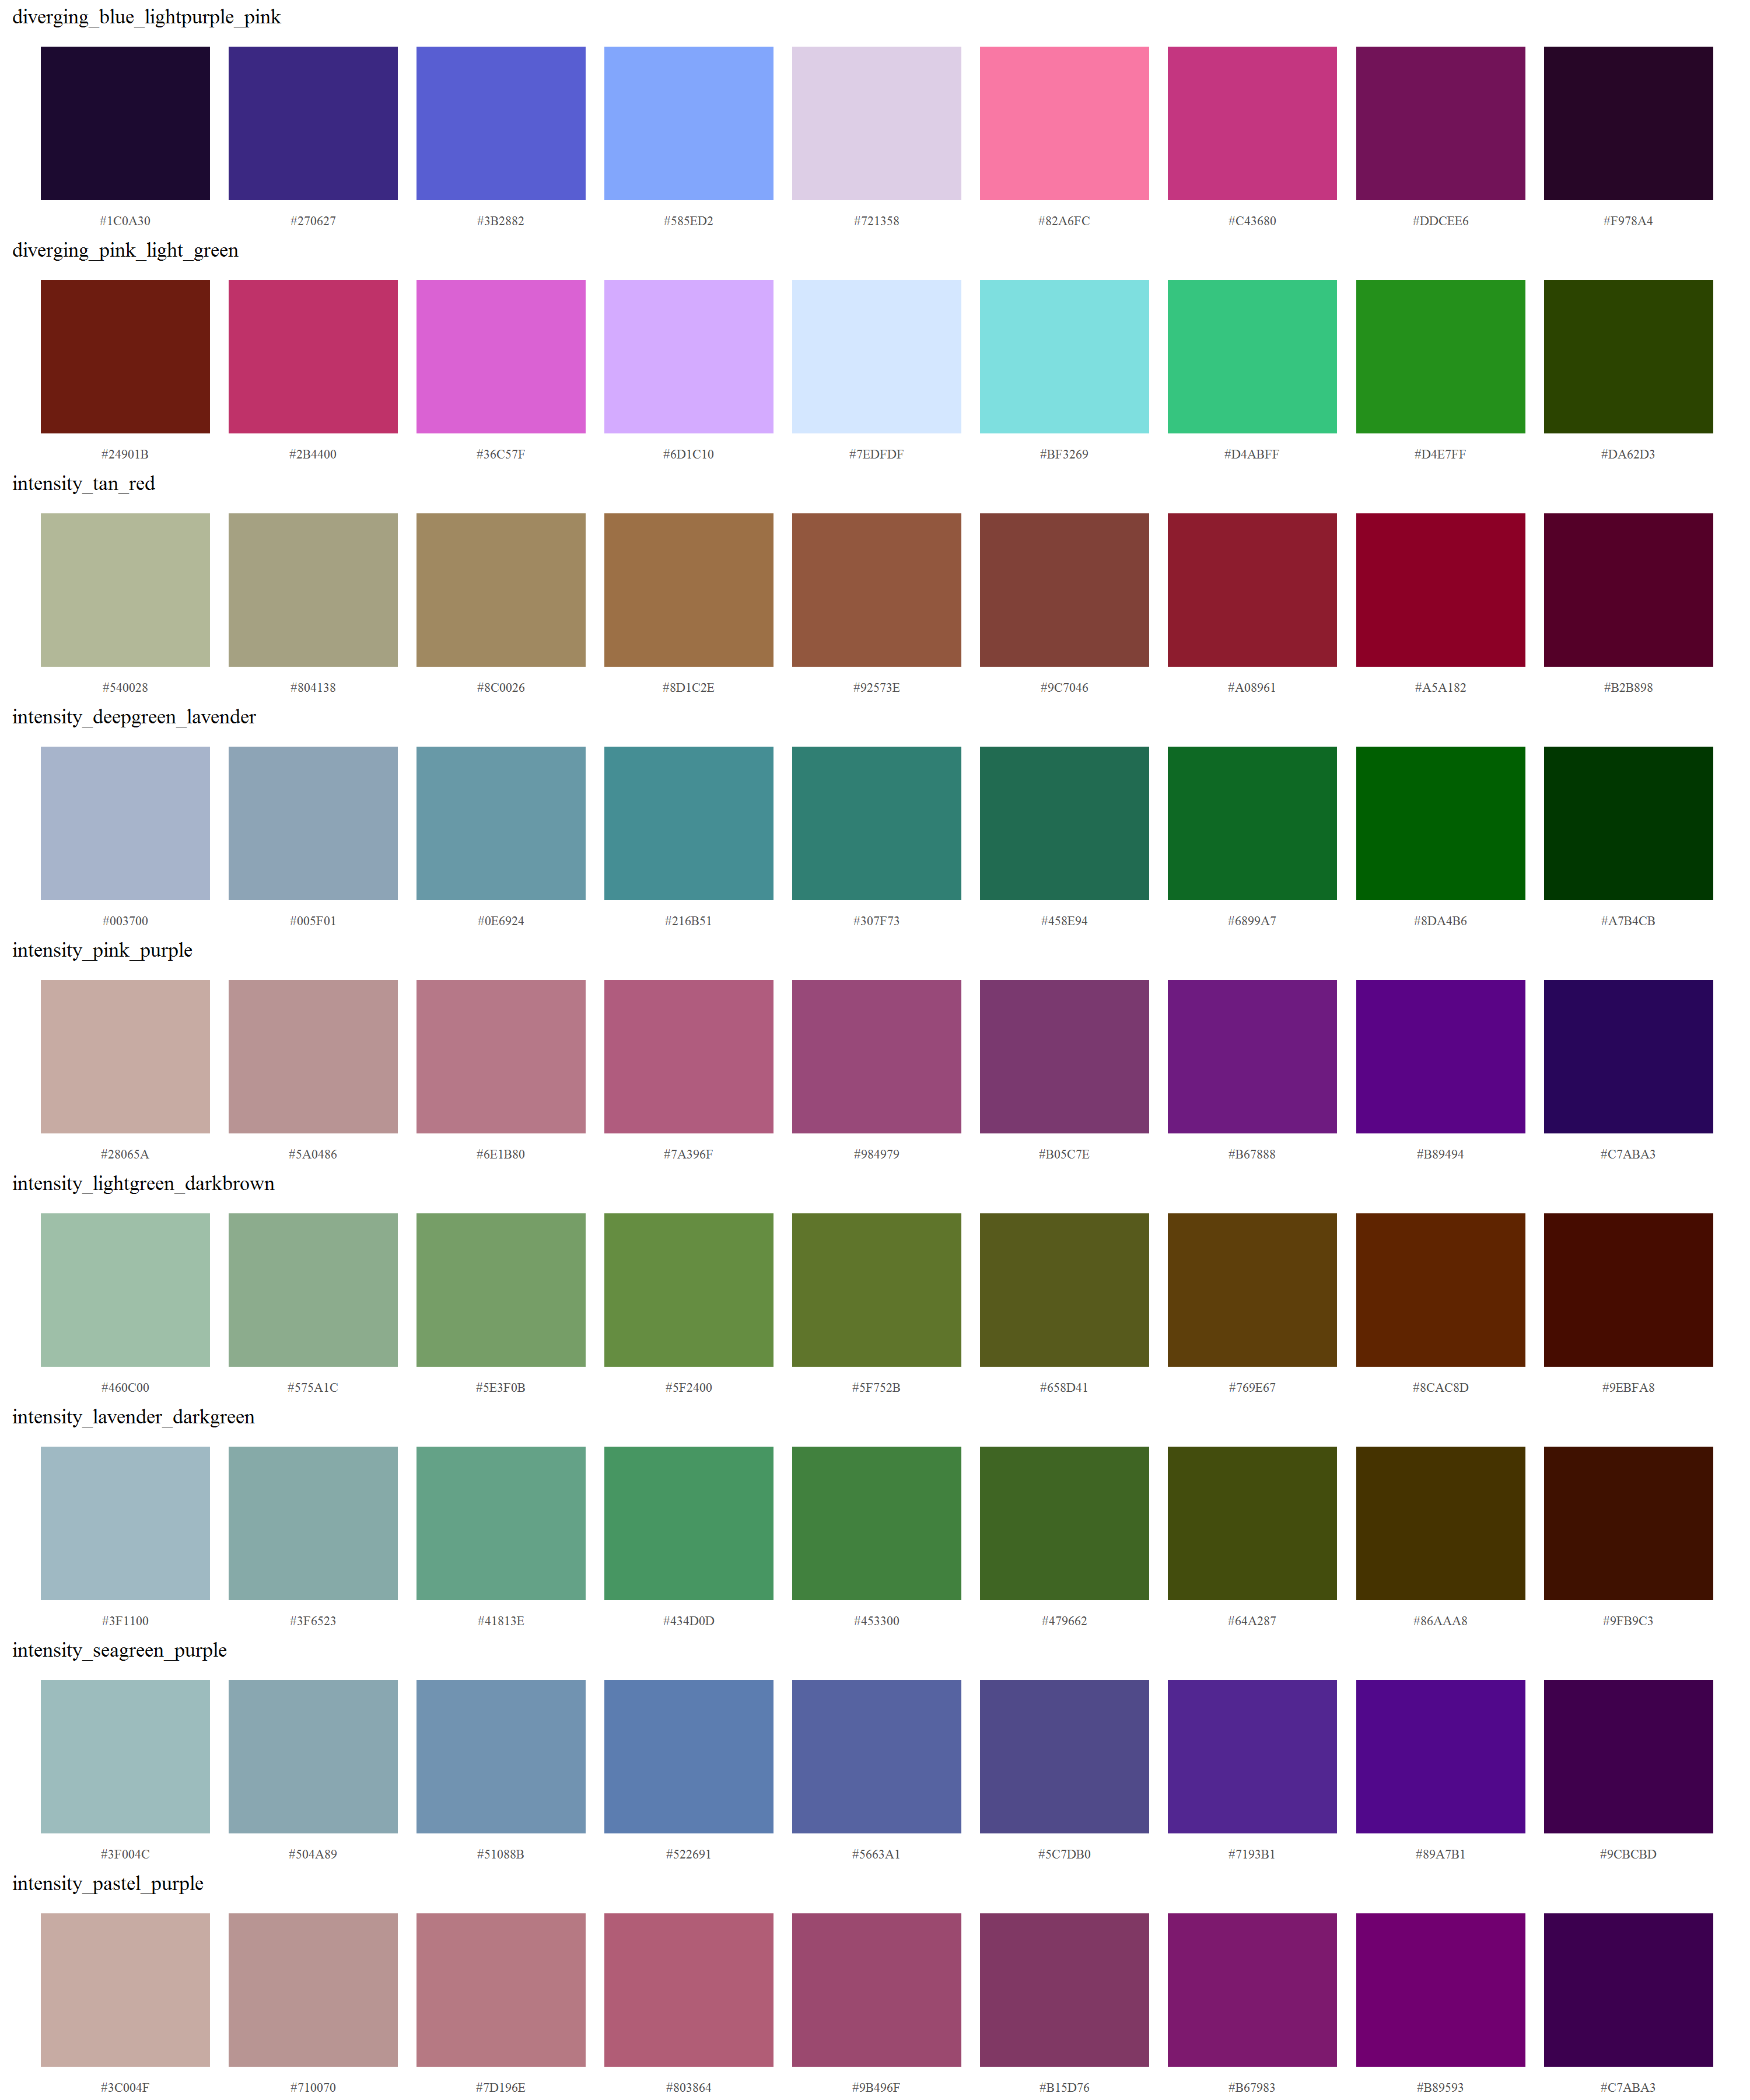 diverging_blue_lightpurple_pink
#1C0A30 #270627 #3B2882 #585ED2 #721358 #82A6FC #C43680 #DDCEE6 #F978A4
diverging_pink_light_green
#24901B #2B4400 #36C57F #6D1C10 #7EDFDF #BF3269 #D4ABFF #D4E7FF #DA62D3
intensity_tan_red
#540028 #804138 #8C0026 #8D1C2E #92573E #9C7046 #A08961 #A5A182 #B2B898
intensity_deepgreen_lavender
#003700 #005F01 #0E6924 #216B51 #307F73 #458E94 #6899A7 #8DA4B6 #A7B4CB
intensity_pink_purple
#28065A #5A0486 #6E1B80 #7A396F #984979 #B05C7E #B67888 #B89494 #C7ABA3
intensity_lightgreen_darkbrown
#460C00 #575A1C #5E3F0B #5F2400 #5F752B #658D41 #769E67 #8CAC8D #9EBFA8
intensity_lavender_darkgreen
#3F1100 #3F6523 #41813E #434D0D #453300 #479662 #64A287 #86AAA8 #9FB9C3
intensity_seagreen_purple
#3F004C #504A89 #51088B #522691 #5663A1 #5C7DB0 #7193B1 #89A7B1 #9CBCBD
intensity_pastel_purple
#3C004F #710070 #7D196E #803864 #9B496F #B15D76 #B67983 #B89593 #C7ABA3